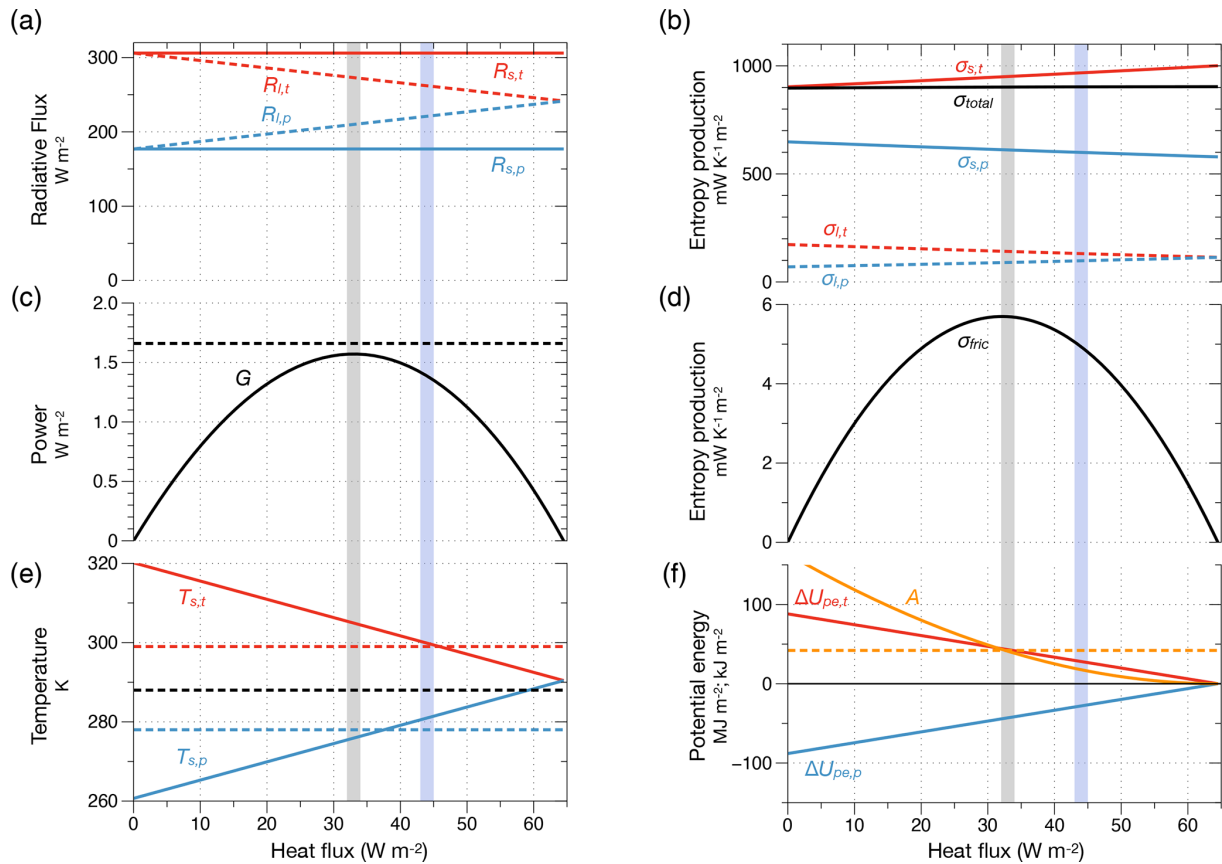 (a)
Radiative Flux
W m-2
300
200
100
0
Rs,t
Rl,t
Rl,p
Rs,p
(b)
Entropy production
mW K-1 m-2
1000
500
0
σs,t
σtotal
σs,p
σl,t
σl,p
(c)
Power
W m-2
2.0
1.5
1.0
0.5
0
G
(d)
Entropy production
mW K-1 m-2
6
4
2
0
σfric
(e)
Temperature
K
320
300
280
260
Ts,t
Ts,p
0 10 20 30 40 50 60
Heat flux (W m-2)
(f)
Potential energy
MJ m-2; kJ m-2
100
0
−100
ΔUpe,t
A
ΔUpe,p
0 10 20 30 40 50 60
Heat flux (W m-2)